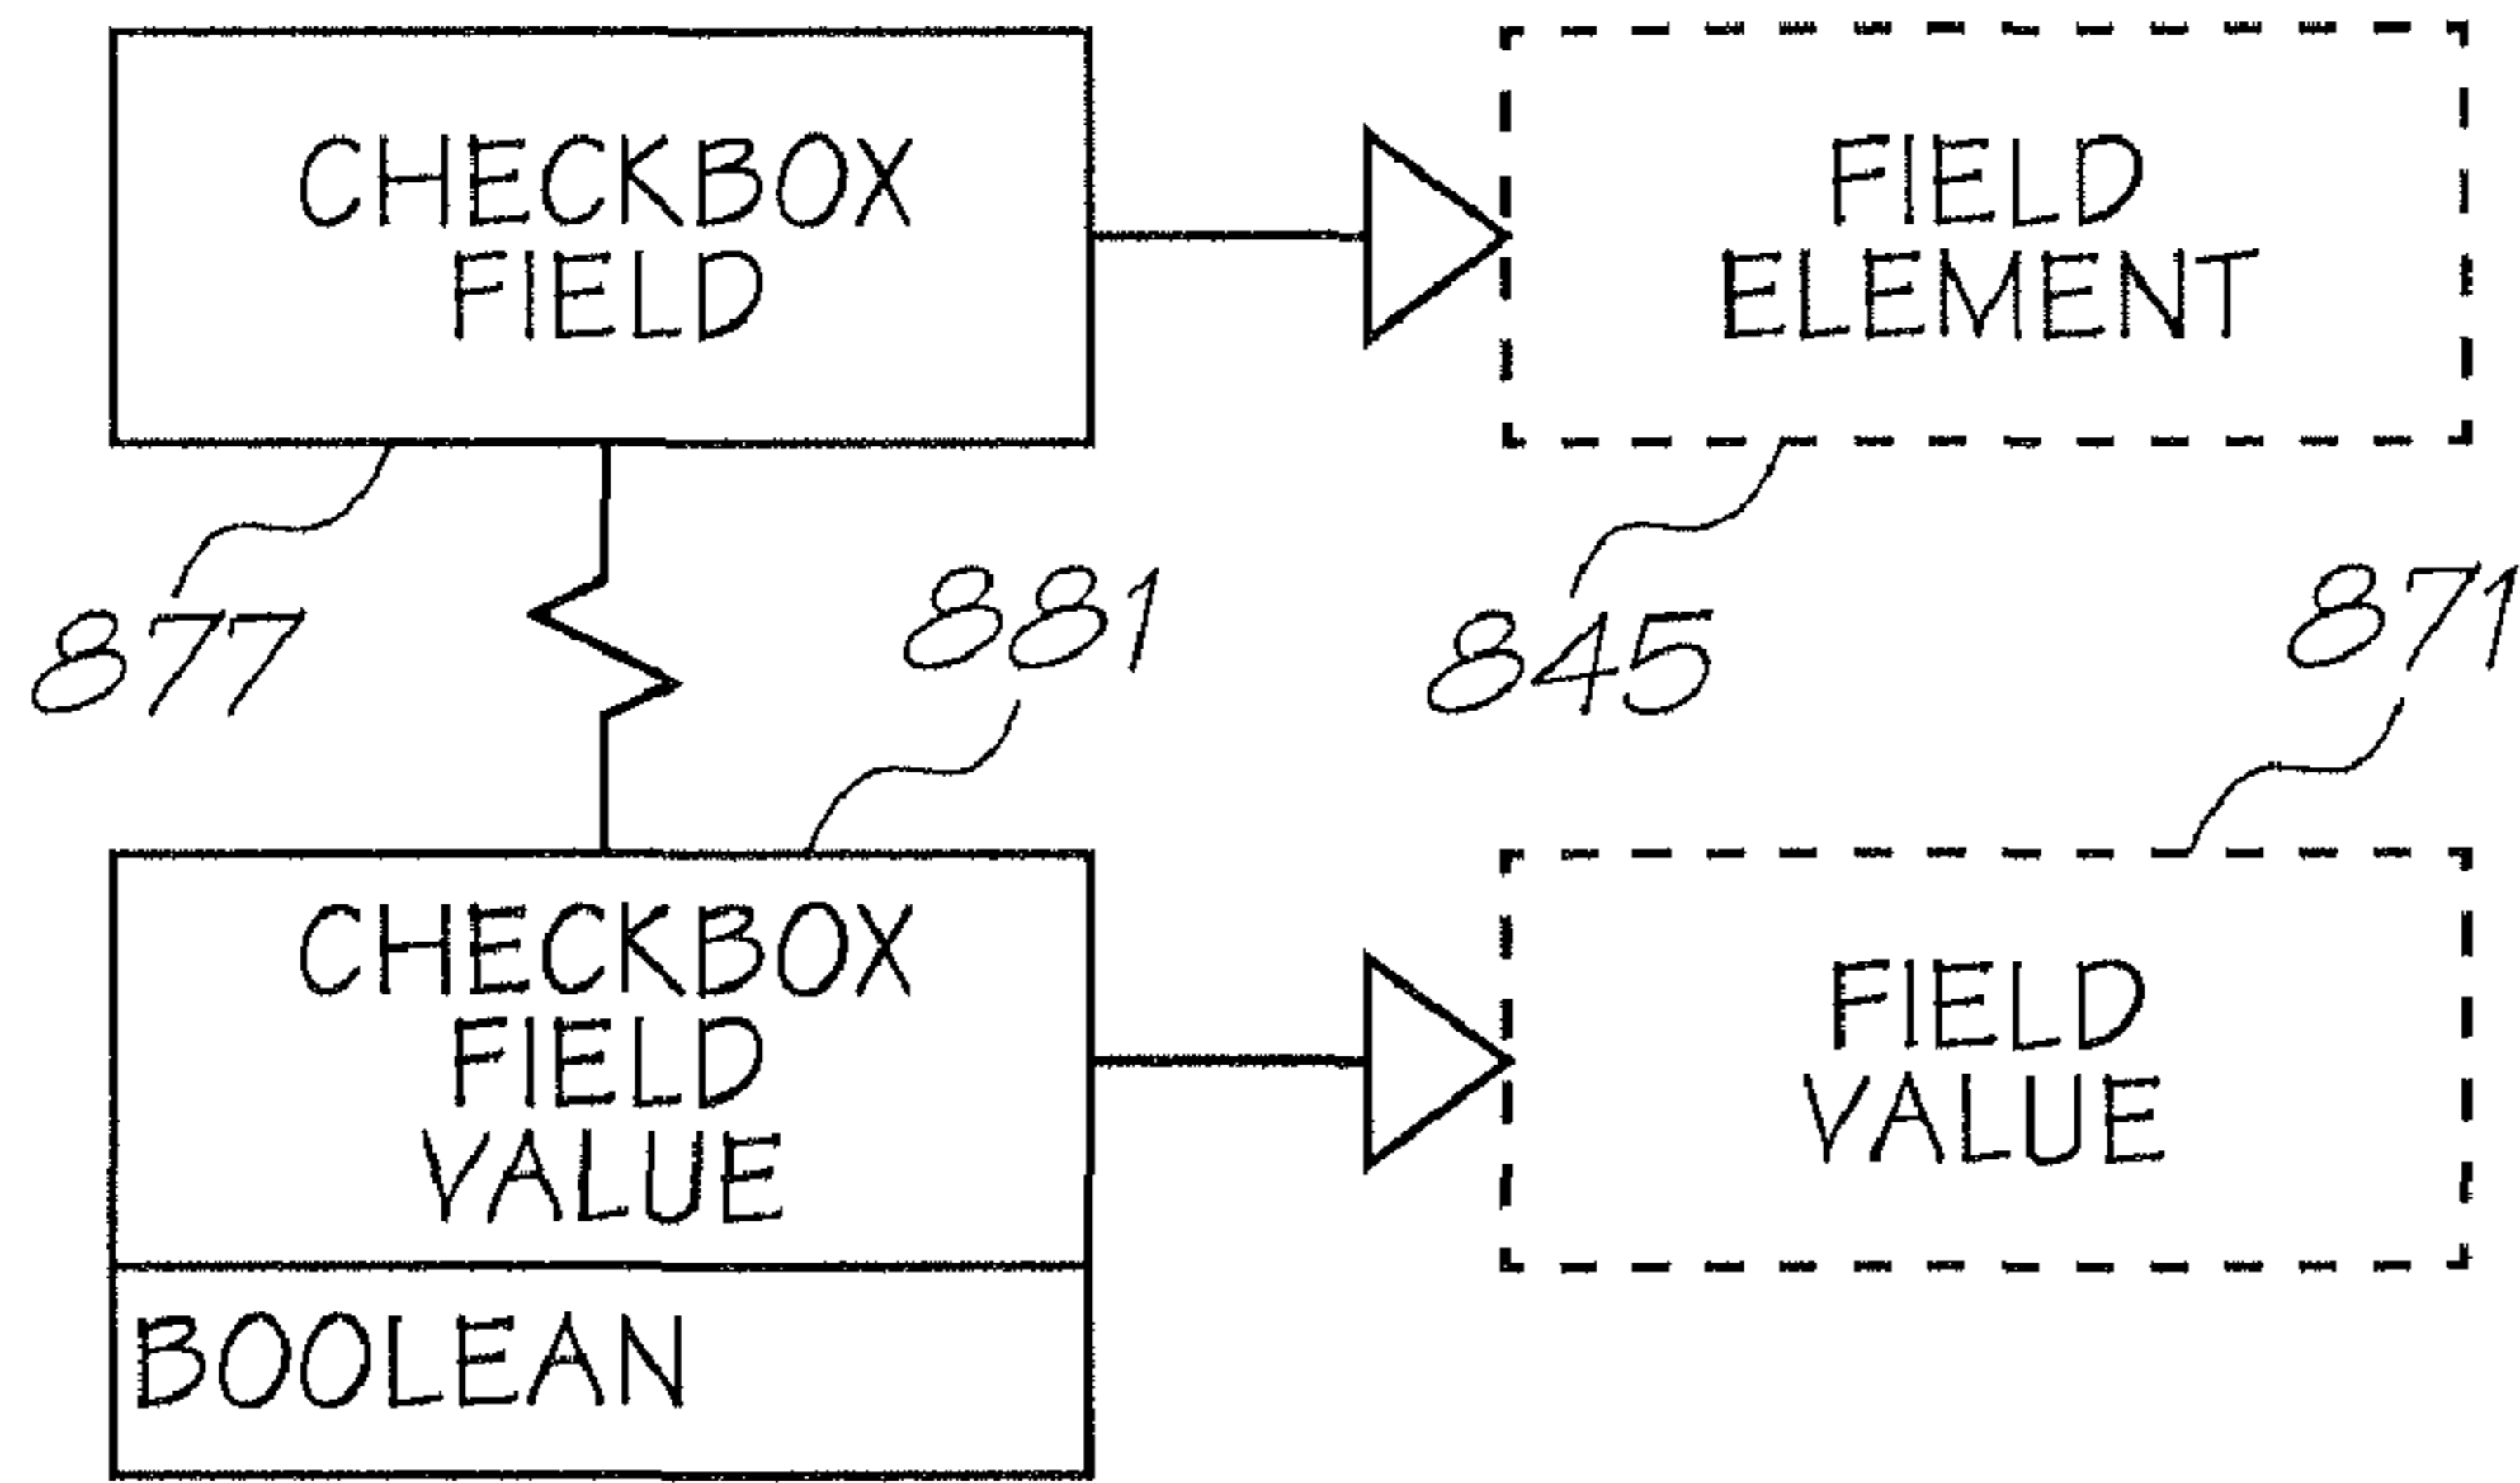 CHECKBOX
FIELD
FIELD
ELEMENT
877
881
845
871
CHECKBOX
FIELD
VALUE
FIELD
VALUE
BOOLEAN